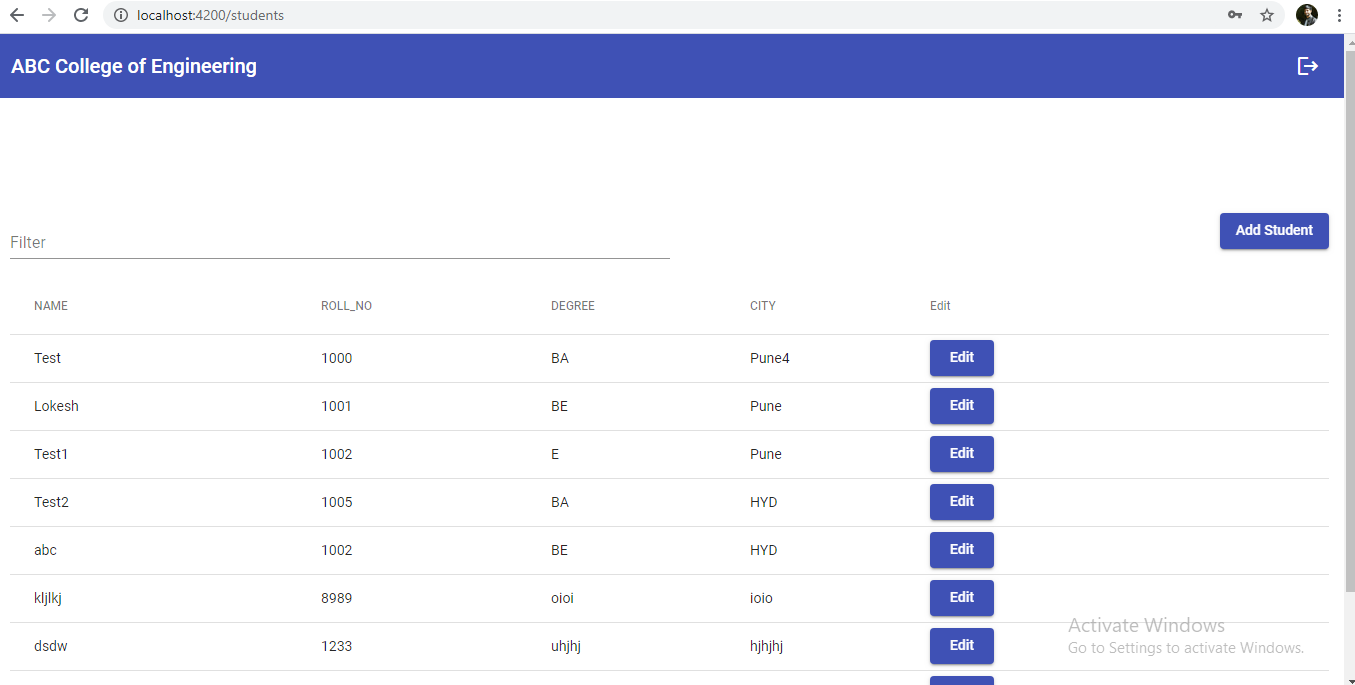 localhost:4200/students
ABC College of Engineering
Filter
Add Student
NAME ROLL_NO DEGREE CITY Edit
Test 1000 BA Pune4 Edit
Lokesh 1001 BE Pune Edit
Test1 1002 E Pune Edit
Test2 1005 BA HYD Edit
abc 1002 BE HYD Edit
kljlkj 8989 oioi ioio Edit
dsdw 1233 uhjhj hjhjhj Edit
Activate Windows
Go to Settings to activate Windows.